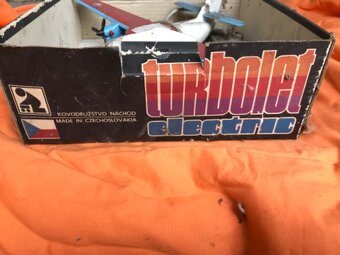 turbolet
electric
KOVODRUŽSTVO NÁCHOD
MADE IN CZECHOSLOVAKIA